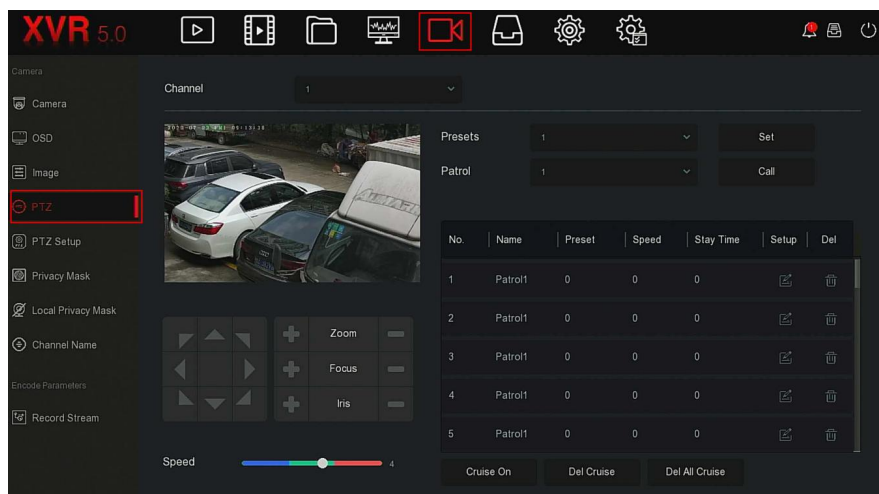 XVR 5.0
Camera
Channel 1
Camera
OSD
Image
PTZ
PTZ Setup
Privacy Mask
Local Privacy Mask
Channel Name
Encode Parameters
Record Stream
Presets 1 Set
Patrol 1 Call
No. Name Preset Speed Stay Time Setup Del
1 Patrol1 0 0 0
2 Patrol1 0 0 0
3 Patrol1 0 0 0
4 Patrol1 0 0 0
5 Patrol1 0 0 0
Zoom
Focus
Iris
Speed 4
Cruise On Del Cruise Del All Cruise